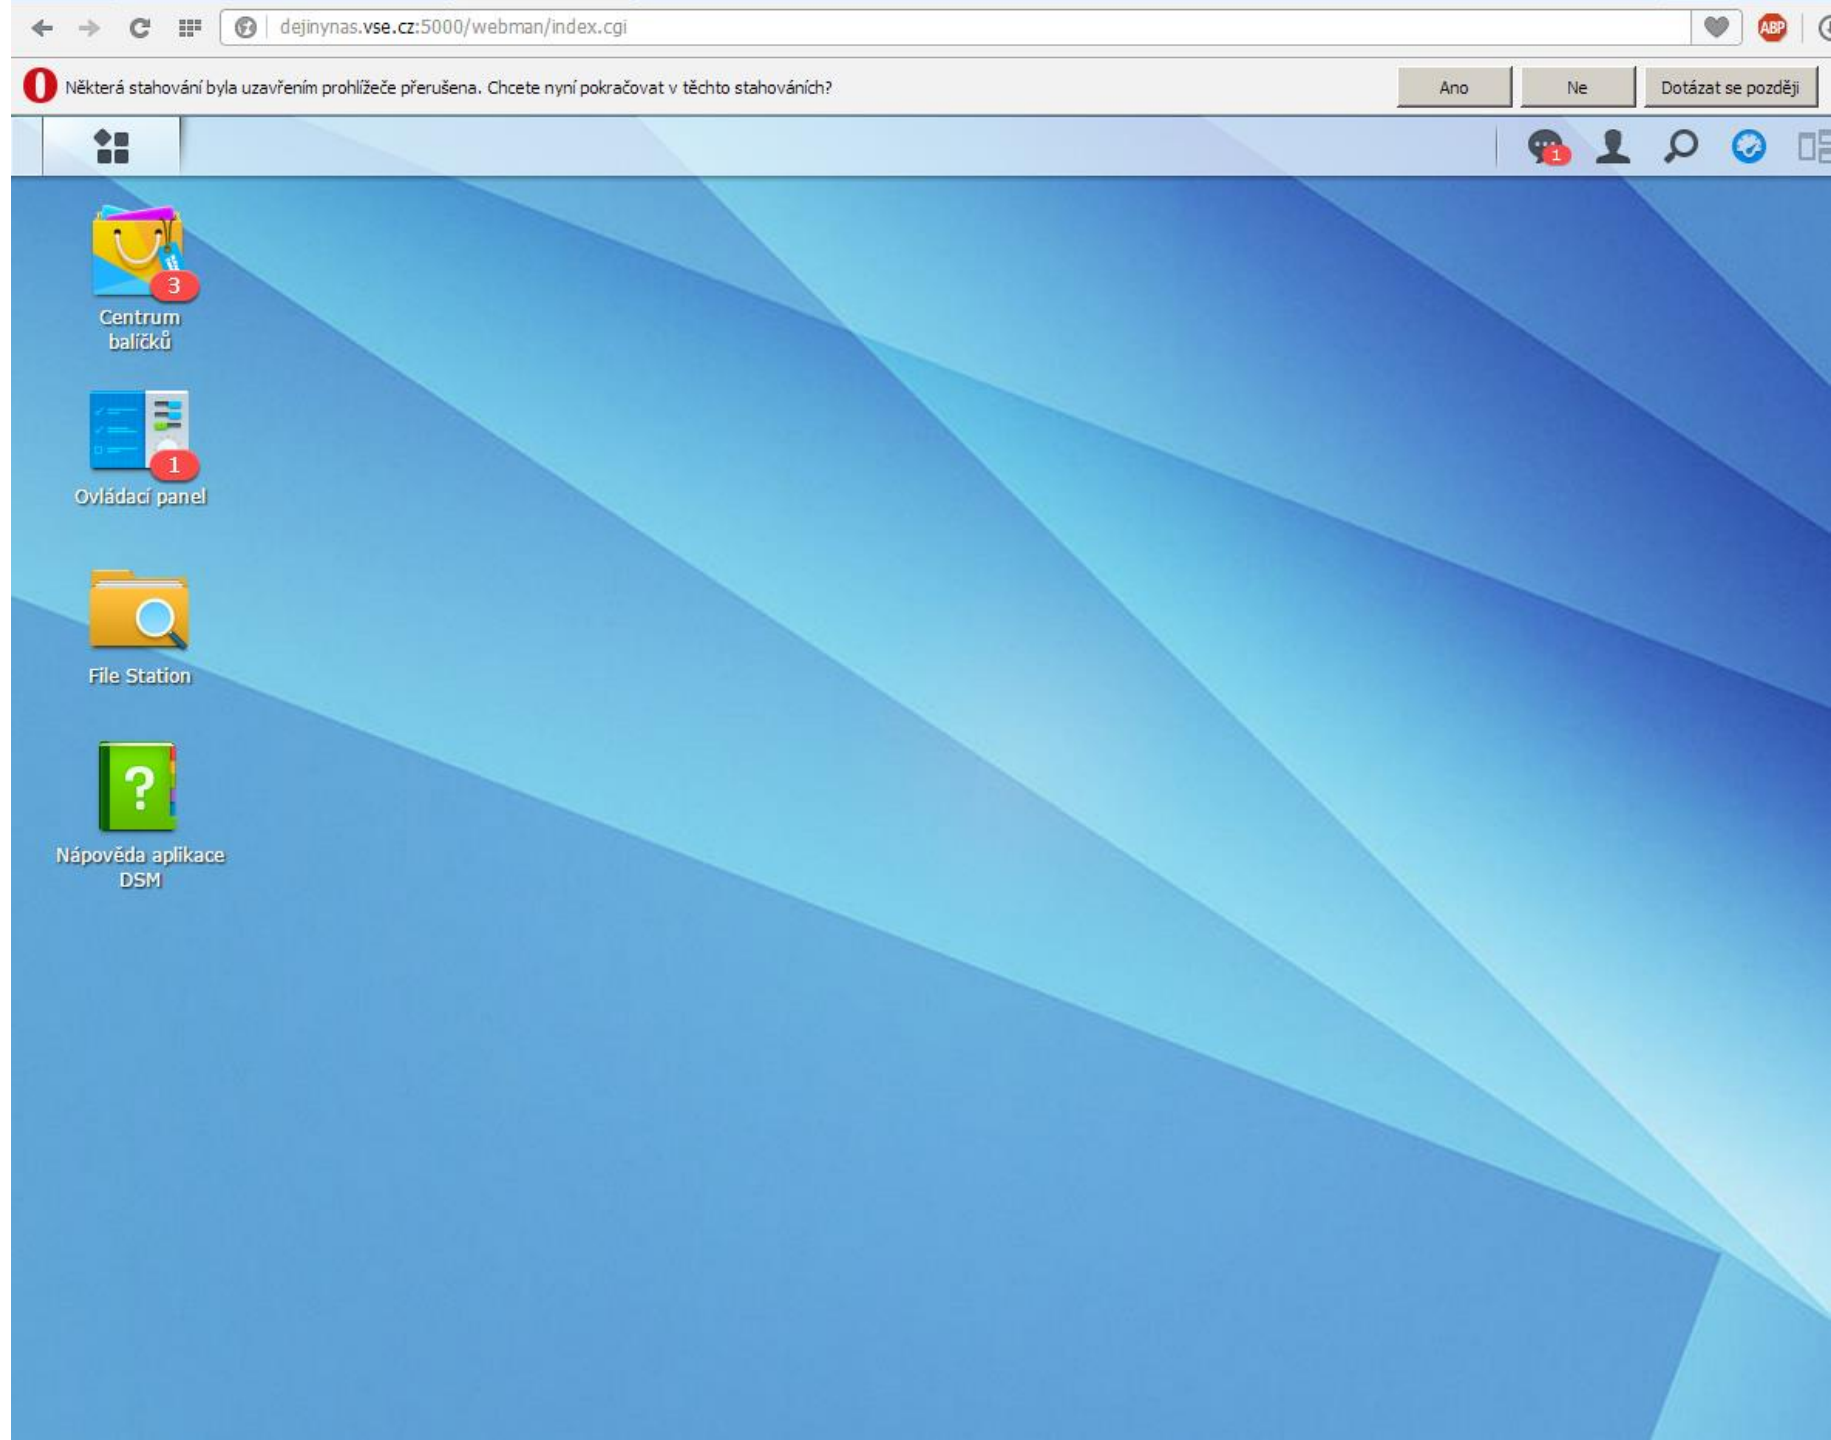 dejinynas.vse.cz:5000/webman/index.cgi
ABP
Některá stahování byla uzavřením prohlížeče přerušena. Chcete nyní pokračovat v těchto stahováních?
Ano
Ne
Dotázat se později
1
3
Centrum
balíčků
1
Ovládací panel
File Station
?
Nápověda aplikace
DSM